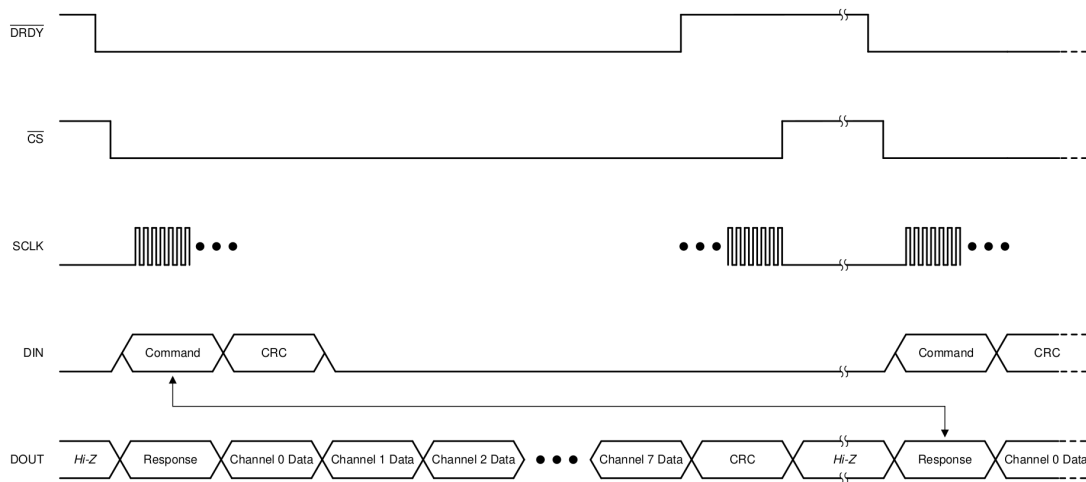 DRDY
CS
SCLK
DIN Command CRC Command CRC
DOUT Hi-Z Response Channel 0 Data Channel 1 Data Channel 2 Data Channel 7 Data CRC Hi-Z Response Channel 0 Data